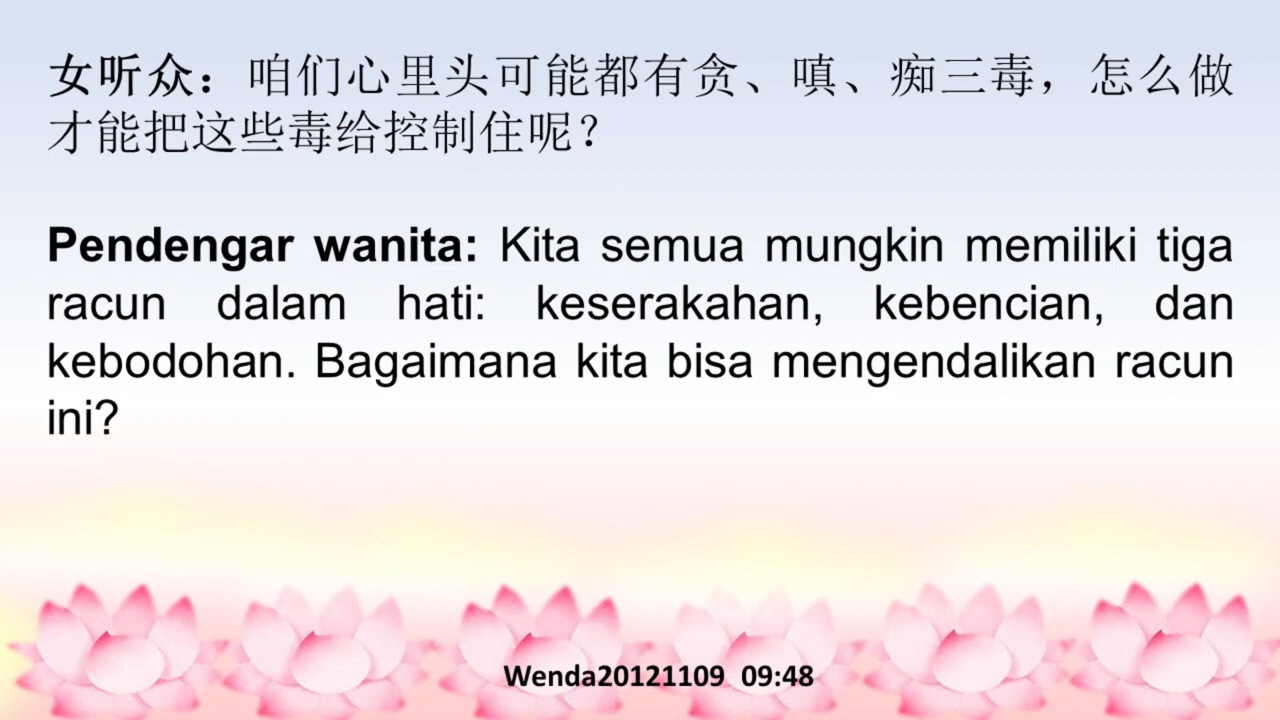 女听众：咱们心里头可能都有贪、嗔、痴三毒，怎么做
才能把这些毒给控制住呢？
Pendengar wanita: Kita semua mungkin memiliki tiga
racun dalam hati: keserakahan, kebencian, dan
kebodohan. Bagaimana kita bisa mengendalikan racun
ini?
Wenda20121109 09:48